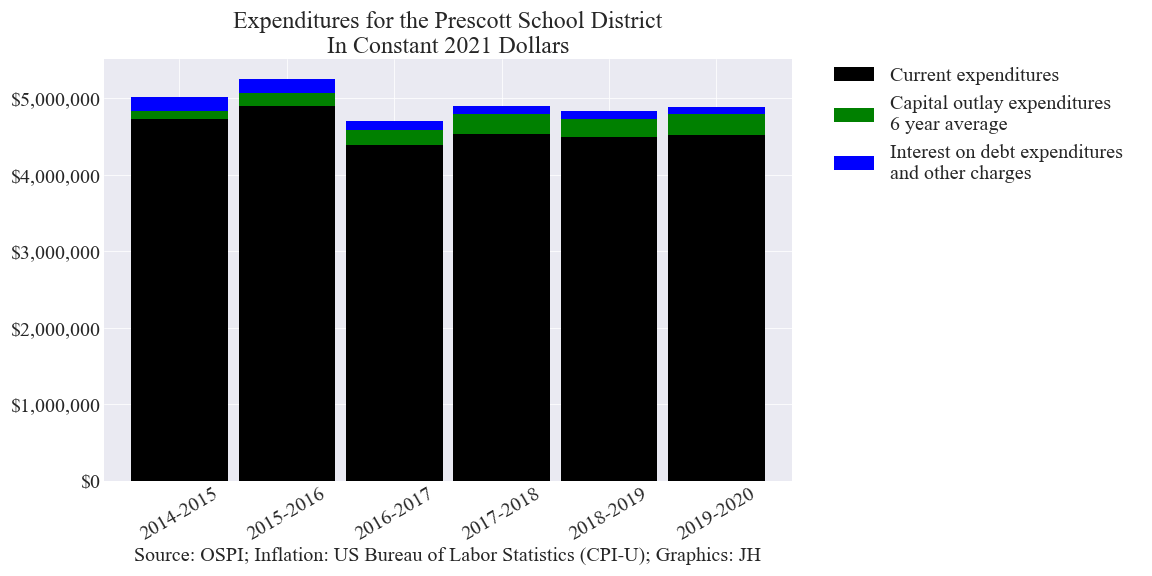 Expenditures for the Prescott School District
In Constant 2021 Dollars
Current expenditures
Capital outlay expenditures
6 year average
Interest on debt expenditures
and other charges
$5,000,000
$4,000,000
$3,000,000
$2,000,000
$1,000,000
$0
2014-2015
2015-2016
2016-2017
2017-2018
2018-2019
2019-2020
Source: OSPI; Inflation: US Bureau of Labor Statistics (CPI-U); Graphics: JH